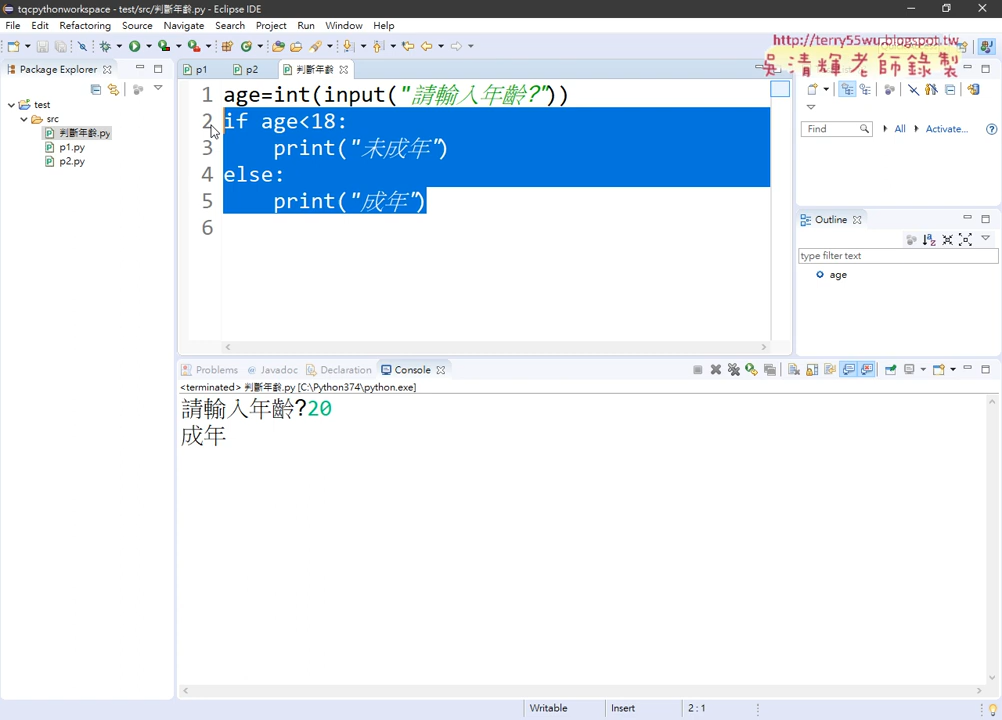 tqcpythonworkspace - test/src/判斷年齡.py - Eclipse IDE
File Edit Source Refactoring Navigate Search Project Run Window Help
http://terry55wu.blogspot.tw
吳清輝老師錄製
Package Explorer
p1
p2
判斷年齡
test
src
判斷年齡.py
p1.py
p2.py
1 age=int(input("請輸入年齡?"))
2 if age<18:
3 print("未成年")
4 else:
5 print("成年")
6
Find
All
Activate...
Outline
type filter text
age
Problems
Javadoc
Declaration
Console
<terminated> 判斷年齡.py [C:\Python374\python.exe]
請輸入年齡?20
成年
Writable
Insert
2 : 1